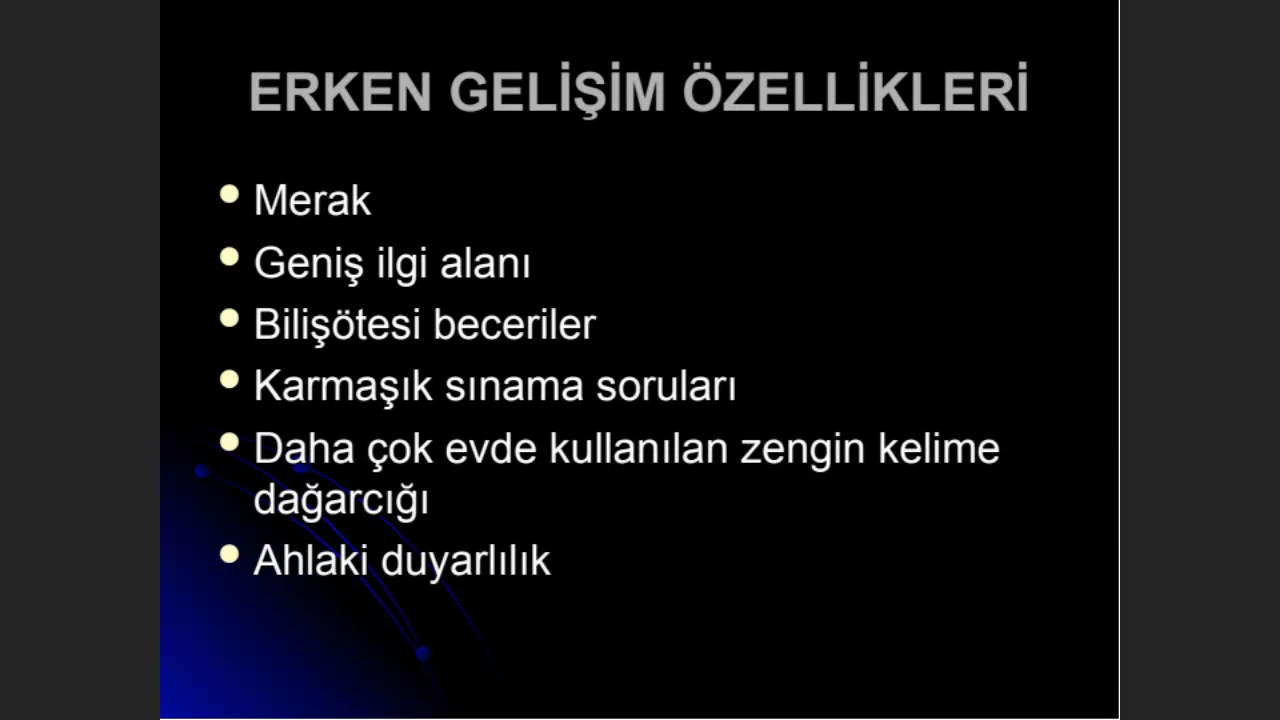 ERKEN GELİŞİM ÖZELLİKLERİ
Merak
Geniş ilgi alanı
Bilişötesi beceriler
Karmaşık sınama soruları
Daha çok evde kullanılan zengin kelime
dağarcığı
Ahlaki duyarlılık